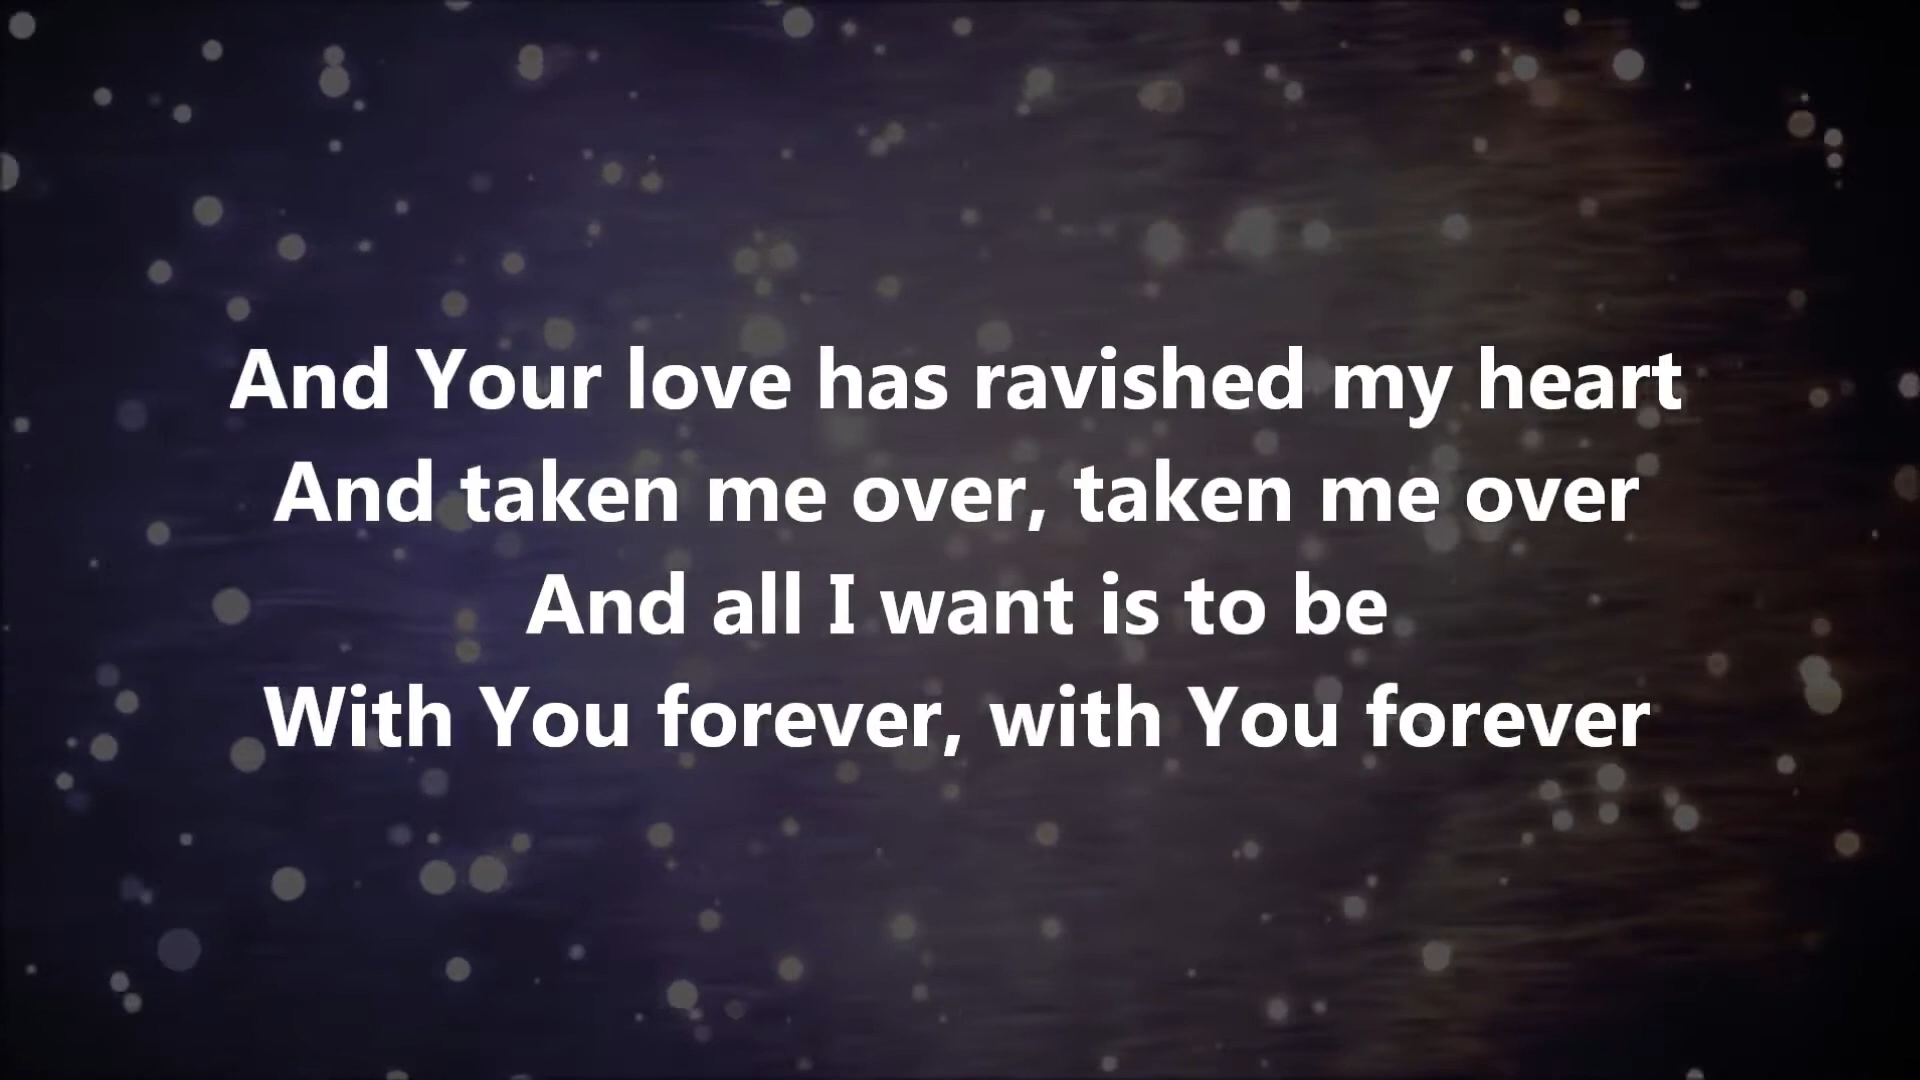 And Your love has ravished my heart
And taken me over, taken me over
And all I want is to be
With You forever, with You forever